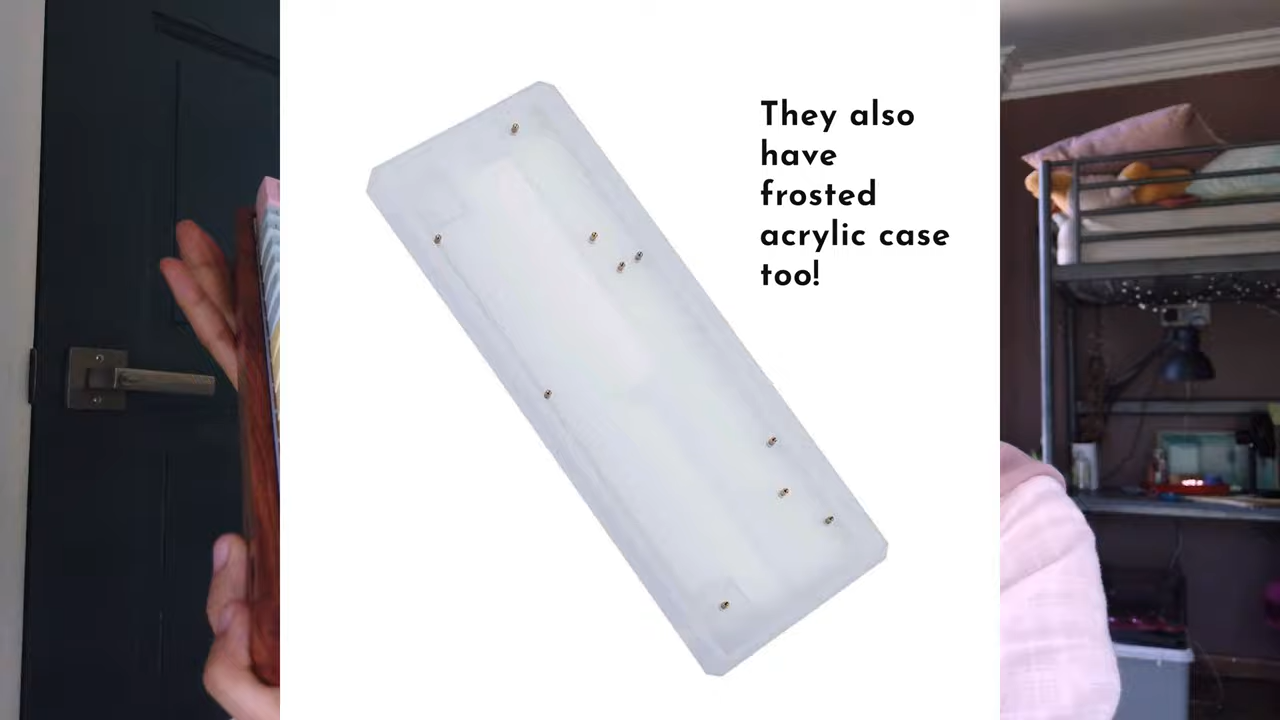 They also
have
frosted
acrylic case
too!